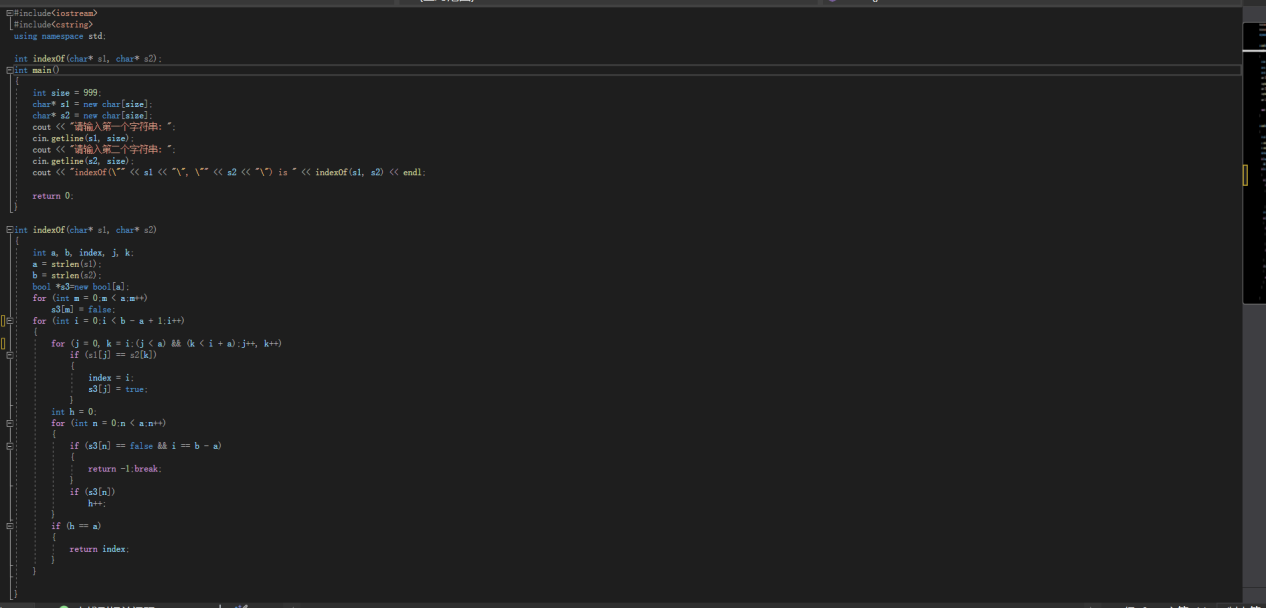 #include<iostream>
#include<cstring>
using namespace std;
int indexOf(char* s1, char* s2);
int main()
{
int size = 999;
char* s1 = new char[size];
char* s2 = new char[size];
cout << "请输入第一个字符串: ";
cin.getline(s1, size);
cout << "请输入第二个字符串: ";
cin.getline(s2, size);
cout << "indexOf(\"" << s1 << "\", \"" << s2 << "\") is " << indexOf(s1, s2) << endl;
return 0;
}
int indexOf(char* s1, char* s2)
{
int a, b, index, j, k;
a = strlen(s1);
b = strlen(s2);
bool *s3=new bool[a];
for (int m = 0;m < a;m++)
s3[m] = false;
for (int i = 0;i < b - a + 1;i++)
{
for (j = 0, k = i;(j < a) && (k < i + a);j++, k++)
if (s1[j] == s2[k])
{
index = i;
s3[j] = true;
}
int h = 0;
for (int n = 0;n < a;n++)
{
if (s3[n] == false && i == b - a)
{
return -1;break;
}
if (s3[n])
h++;
}
if (h == a)
{
return index;
}
}
}